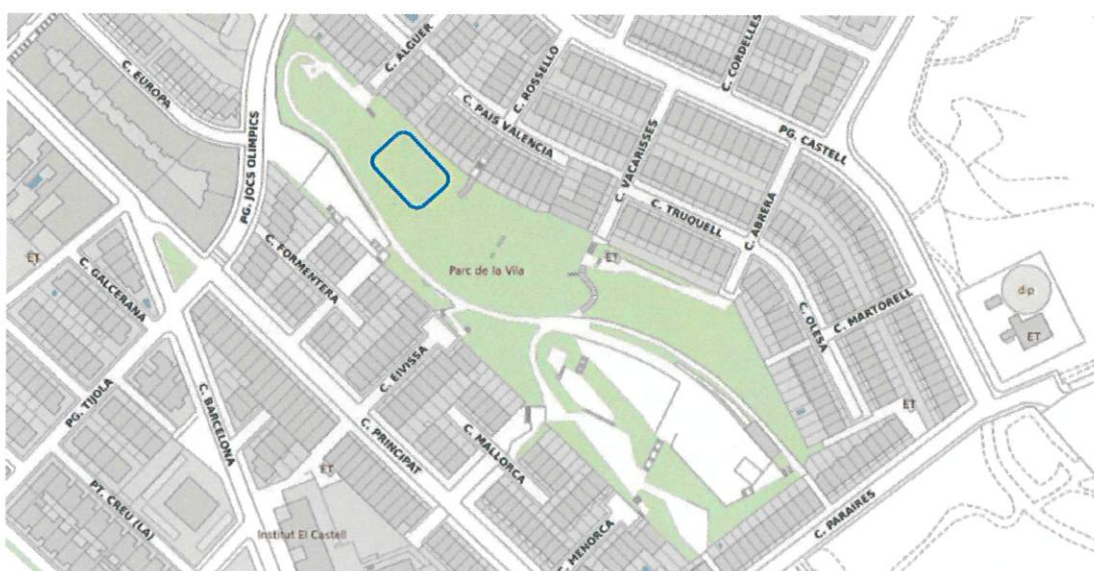 C. ALGUER
C. CORDELLES
C. EUROPA
C. ROSSELLO
C. PAIS VALENCIA
PG. CASTELL
C. VACARISSES
PG. JOCS OLIMPICS
C. TRUQUELL
C. ABRERA
ET
C. GALCERANA
C. FORMENTERA
Parc de la Vila
ET
dip
C. MARTORELL
ET
C. OLESA
C. EIVISSA
PG. TIJOLA
C. BARCELONA
ET
C. PRINCIPAT
C. MALLORCA
ET
PT. CREU (LA)
Institut El Castell
C. MENORCA
C. PARAIRES